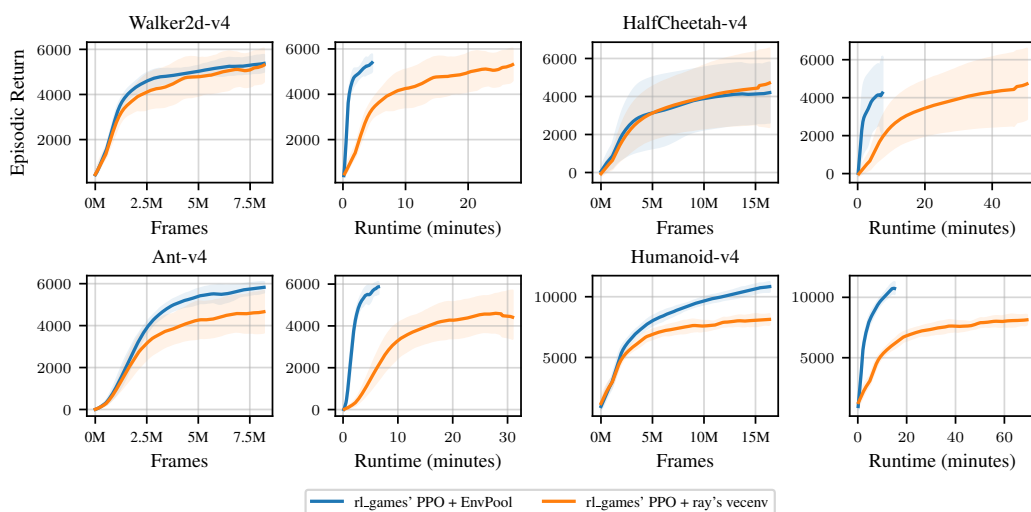 Walker2d-v4
HalfCheetah-v4
Episodic Return
6000
4000
2000
0M 2.5M 5M 7.5M
Frames
6000
4000
2000
0 10 20
Runtime (minutes)
6000
4000
2000
0
0M 5M 10M 15M
Frames
6000
4000
2000
0
0 20 40
Runtime (minutes)
Ant-v4
Humanoid-v4
6000
4000
2000
0
0M 2.5M 5M 7.5M
Frames
6000
4000
2000
0
0 10 20 30
Runtime (minutes)
10000
5000
0M 5M 10M 15M
Frames
10000
5000
0 20 40 60
Runtime (minutes)
rl_games' PPO + EnvPool
rl_games' PPO + ray's vecenv